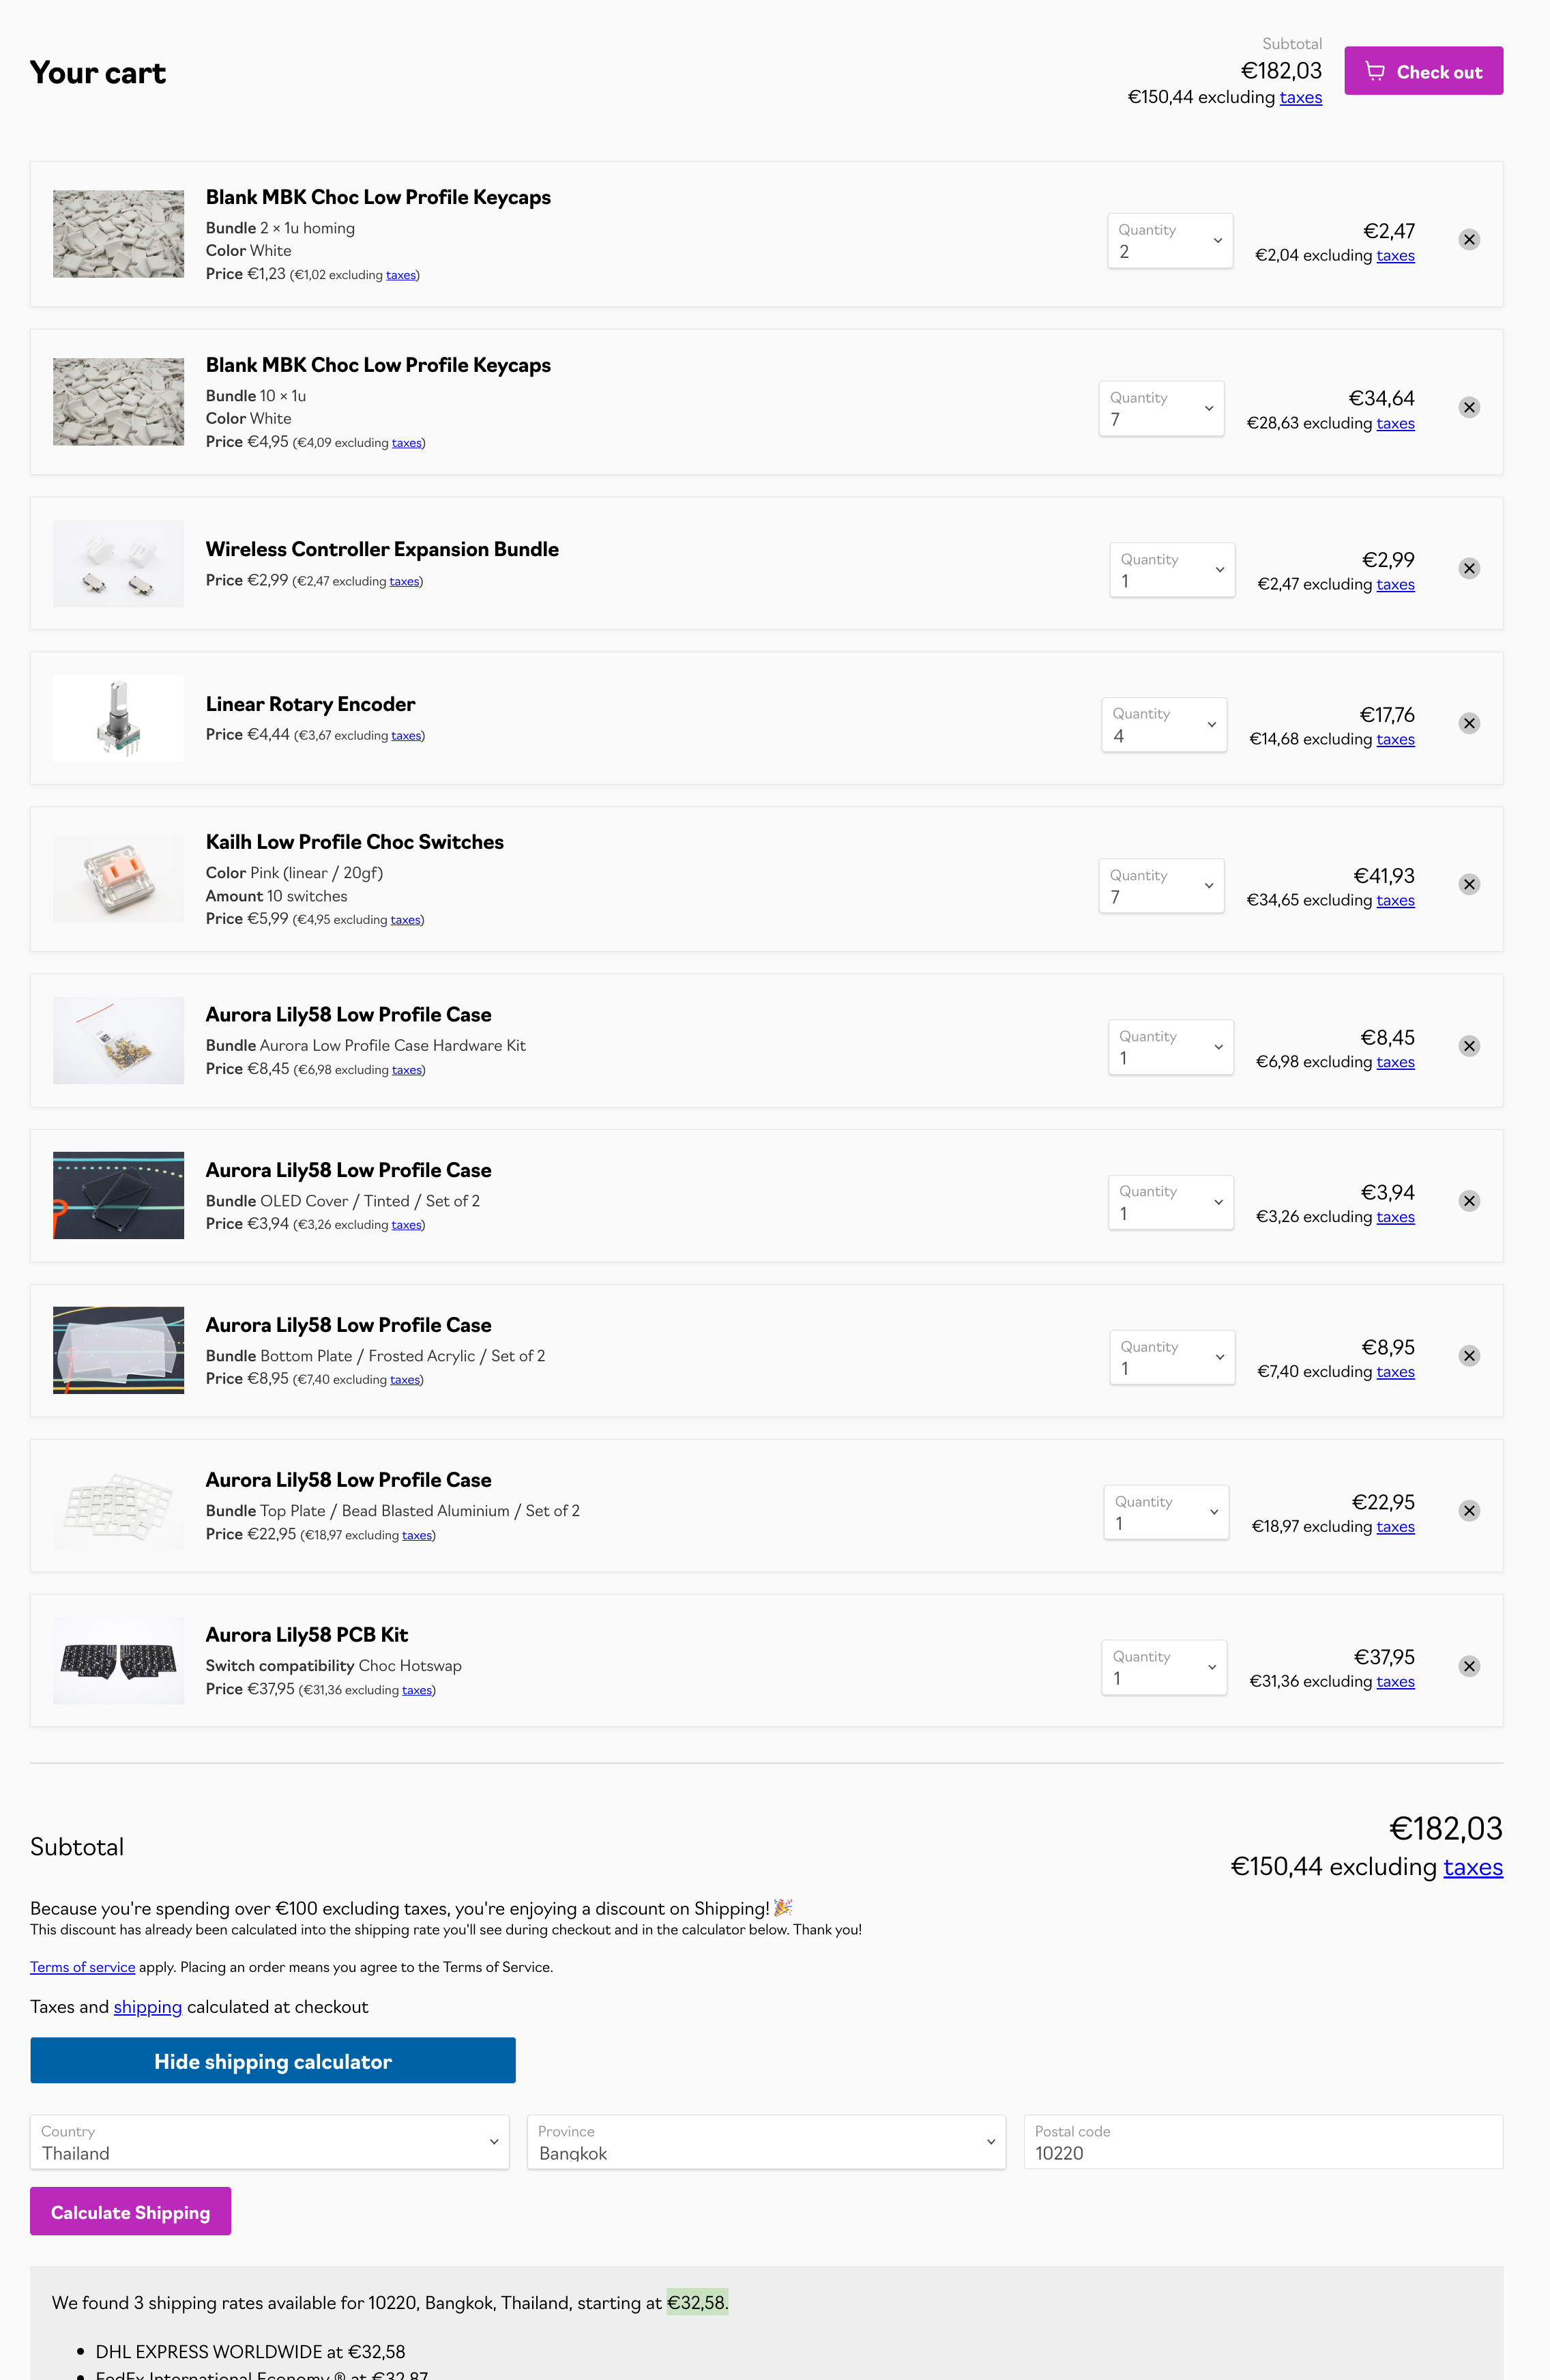 Your cart
Subtotal
€182,03
€150,44 excluding taxes
Check out
Blank MBK Choc Low Profile Keycaps
Bundle 2 × 1u homing
Color White
Price €1,23 (€1,02 excluding taxes)
Quantity
2
€2,47
€2,04 excluding taxes
Blank MBK Choc Low Profile Keycaps
Bundle 10 × 1u
Color White
Price €4,95 (€4,09 excluding taxes)
Quantity
7
€34,64
€28,63 excluding taxes
Wireless Controller Expansion Bundle
Price €2,99 (€2,47 excluding taxes)
Quantity
1
€2,99
€2,47 excluding taxes
Linear Rotary Encoder
Price €4,44 (€3,67 excluding taxes)
Quantity
4
€17,76
€14,68 excluding taxes
Kailh Low Profile Choc Switches
Color Pink (linear / 20gf)
Amount 10 switches
Price €5,99 (€4,95 excluding taxes)
Quantity
7
€41,93
€34,65 excluding taxes
Aurora Lily58 Low Profile Case
Bundle Aurora Low Profile Case Hardware Kit
Price €8,45 (€6,98 excluding taxes)
Quantity
1
€8,45
€6,98 excluding taxes
Aurora Lily58 Low Profile Case
Bundle OLED Cover / Tinted / Set of 2
Price €3,94 (€3,26 excluding taxes)
Quantity
1
€3,94
€3,26 excluding taxes
Aurora Lily58 Low Profile Case
Bundle Bottom Plate / Frosted Acrylic / Set of 2
Price €8,95 (€7,40 excluding taxes)
Quantity
1
€8,95
€7,40 excluding taxes
Aurora Lily58 Low Profile Case
Bundle Top Plate / Bead Blasted Aluminium / Set of 2
Price €22,95 (€18,97 excluding taxes)
Quantity
1
€22,95
€18,97 excluding taxes
Aurora Lily58 PCB Kit
Switch compatibility Choc Hotswap
Price €37,95 (€31,36 excluding taxes)
Quantity
1
€37,95
€31,36 excluding taxes
Subtotal
€182,03
€150,44 excluding taxes
Because you're spending over €100 excluding taxes, you're enjoying a discount on Shipping! 🎉
This discount has already been calculated into the shipping rate you'll see during checkout and in the calculator below. Thank you!
Terms of service apply. Placing an order means you agree to the Terms of Service.
Taxes and shipping calculated at checkout
Hide shipping calculator
Country
Thailand
Province
Bangkok
Postal code
10220
Calculate Shipping
We found 3 shipping rates available for 10220, Bangkok, Thailand, starting at €32,58.
• DHL EXPRESS WORLDWIDE at €32,58
• FedEx International Economy ® at €32,87